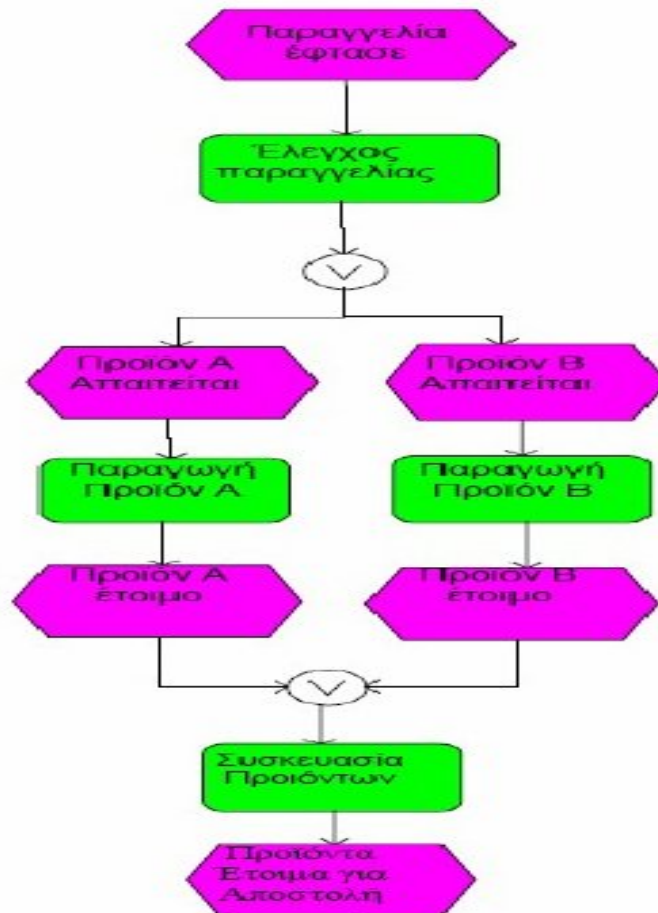 Παραγγελία
έφτασε
Έλεγχος
παραγγελίας
V
Προιόν Α
Απαιτείται
Προιόν Β
Απαιτείται
Παραγωγή
Προϊόν Α
Παραγωγή
Προϊόν Β
Προιόν Α
έτοιμο
Προιόν Β
έτοιμο
V
Συσκευασία
Προιόντων
Προϊόντα
Έτοιμα για
Αποστολή